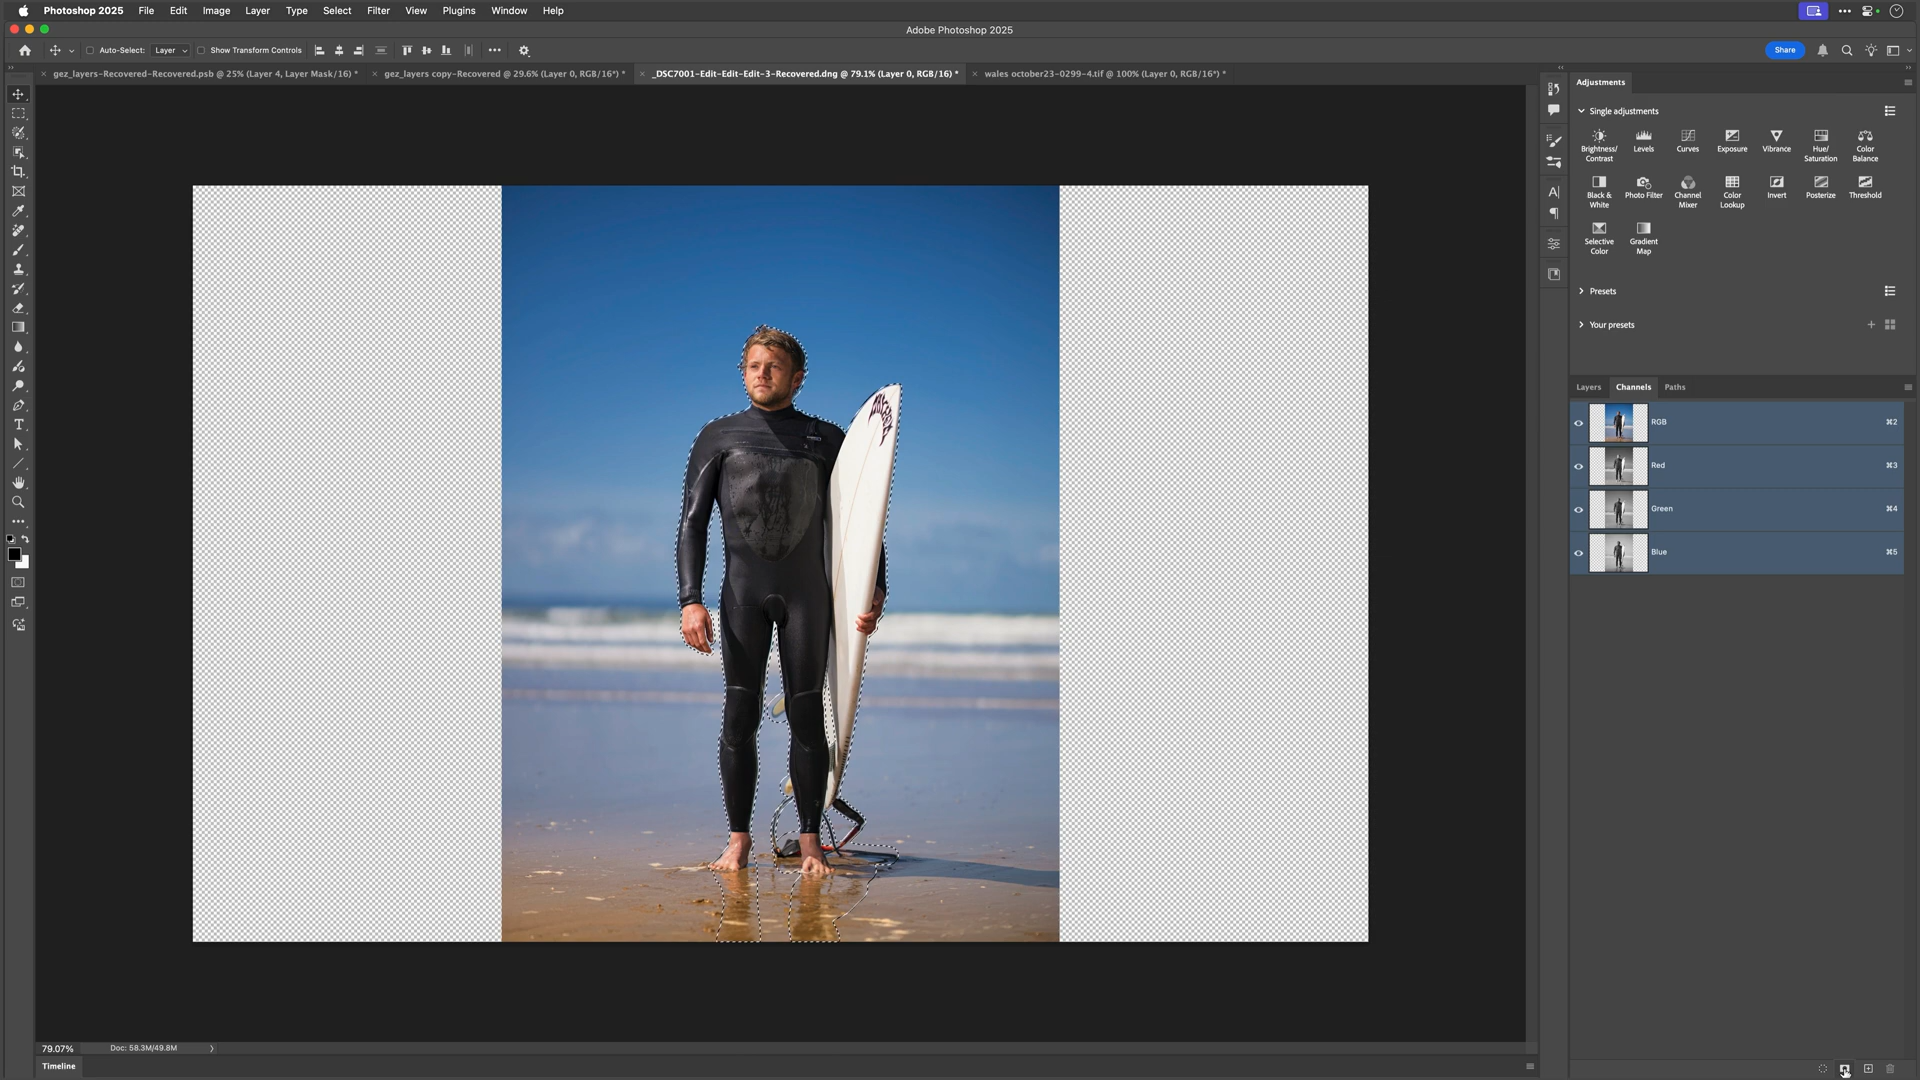 Photoshop 2025 File Edit Image Layer Type Select Filter View Plugins Window Help
Adobe Photoshop 2025
Auto-Select: Layer Show Transform Controls Share
gez_layers-Recovered-Recovered.psb @ 25% (Layer 4, Layer Mask/16) * gez_layers copy-Recovered @ 29.6% (Layer 0, RGB/16*) * _DSC7001-Edit-Edit-Edit-3-Recovered.dng @ 79.1% (Layer 0, RGB/16) * wales october23-0299-4.tif @ 100% (Layer 0, RGB/16*) *
Adjustments
Single adjustments
Brightness/
Contrast
Levels
Curves
Exposure
Vibrance
Hue/
Saturation
Color
Balance
Black &
White
Photo Filter
Channel
Mixer
Color
Lookup
Invert
Posterize
Threshold
Selective
Color
Gradient
Map
Presets
Your presets
Layers Channels Paths
RGB ⌘2
Red ⌘3
Green ⌘4
Blue ⌘5
79.07% Doc: 58.3M/49.8M
Timeline